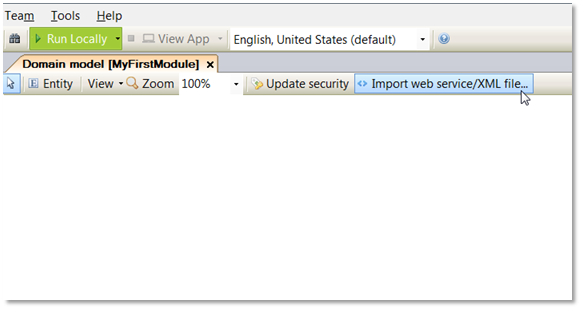 Team Tools Help
Run Locally View App English, United States (default) ?
Domain model [MyFirstModule] x
E Entity View Zoom 100% Update security <> Import web service/XML file...